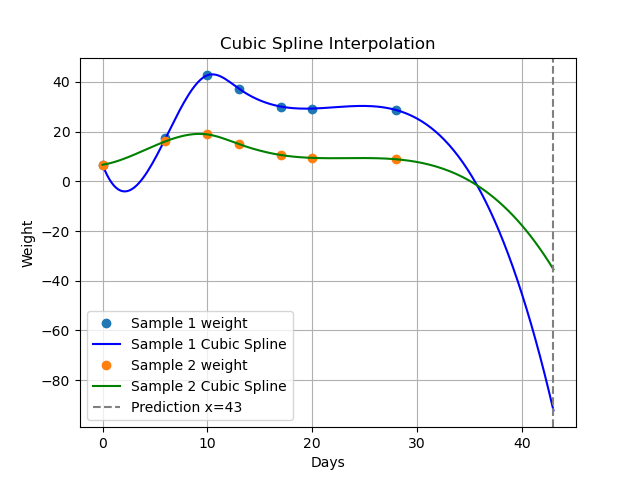 Cubic Spline Interpolation
40
20
0
−20
−40
−60
−80
Weight
Sample 1 weight
Sample 1 Cubic Spline
Sample 2 weight
Sample 2 Cubic Spline
Prediction x=43
0 10 20 30 40
Days